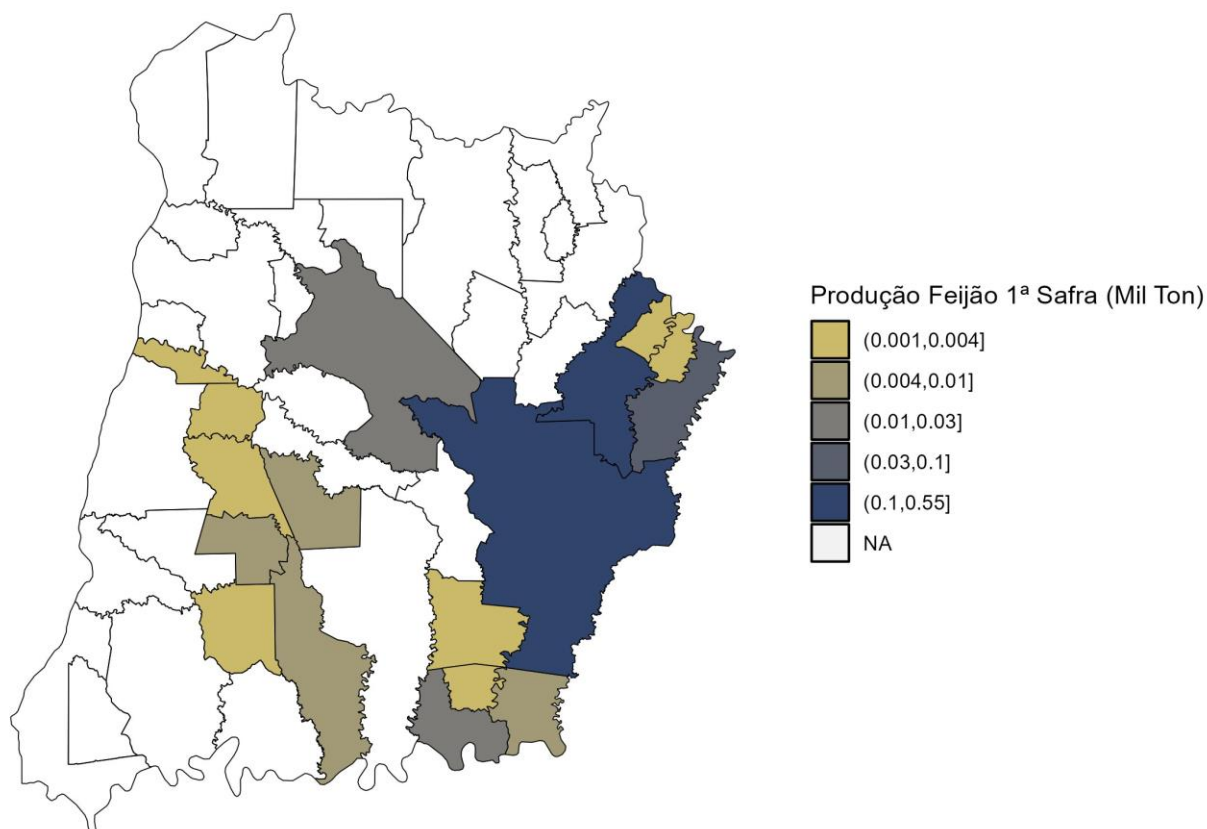 Produção Feijão 1ª Safra (Mil Ton)
(0.001,0.004]
(0.004,0.01]
(0.01,0.03]
(0.03,0.1]
(0.1,0.55]
NA